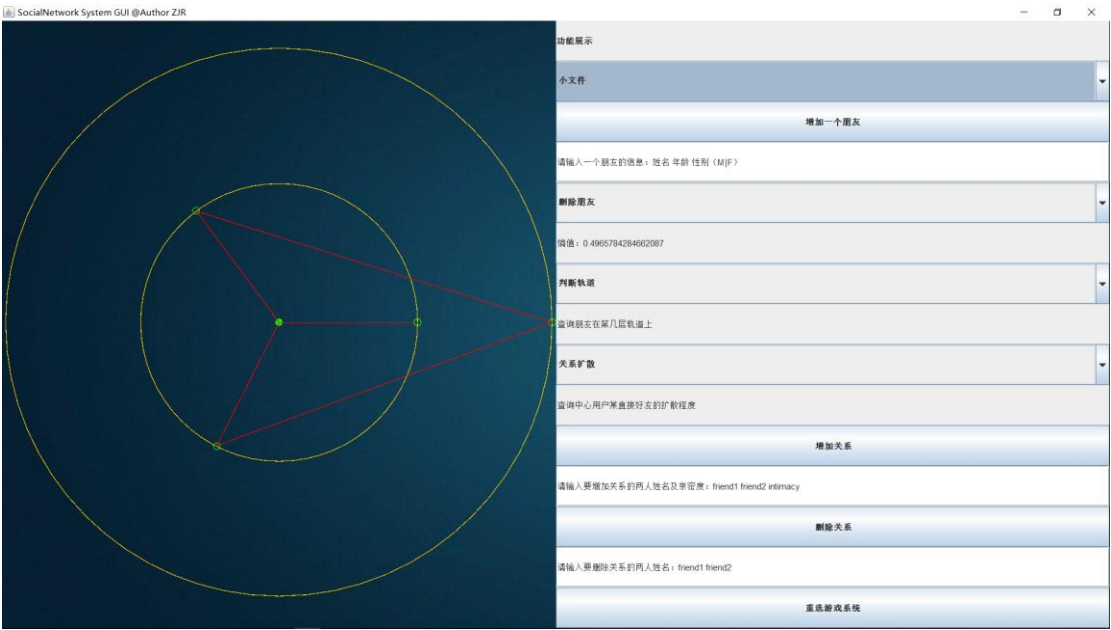 SocialNetwork System GUI @Author ZJR
功能展示
小文件
增加一个朋友
请输入一个朋友的信息：姓名 年龄 性别（M|F）
删除朋友
熵值：0.4965784284662087
判断轨道
查询朋友在第几层轨道上
关系扩散
查询中心用户某直接好友的扩散程度
增加关系
请输入要增加关系的两人姓名及亲密度：friend1 friend2 intimacy
删除关系
请输入要删除关系的两人姓名：friend1 friend2
重选游戏系统